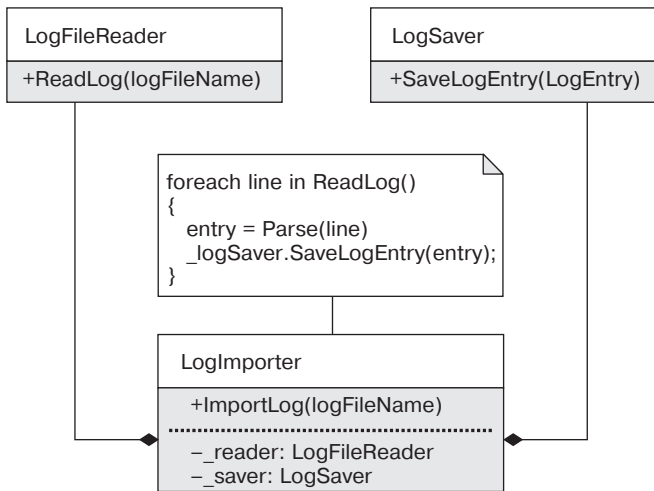 LogFileReader
+ReadLog(logFileName)
LogSaver
+SaveLogEntry(LogEntry)
foreach line in ReadLog()
{
entry = Parse(line)
_logSaver.SaveLogEntry(entry);
}
LogImporter
+ImportLog(logFileName)
–_reader: LogFileReader
–_saver: LogSaver